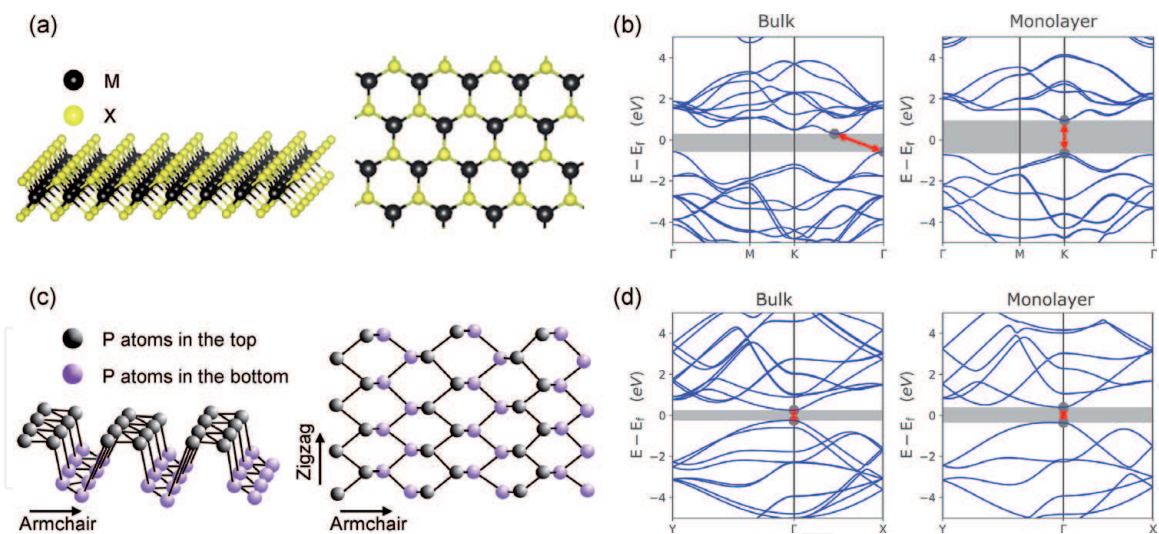 (a)
M
X
(b)
Bulk
Monolayer
E − E_f (eV)
4
2
0
−2
−4
Γ
M
K
Γ
E − E_f (eV)
4
2
0
−2
−4
Γ
M
K
Γ
(c)
P atoms in the top
P atoms in the bottom
Armchair
Zigzag
Armchair
(d)
Bulk
Monolayer
E − E_f (eV)
4
2
0
−2
−4
Y
Γ
X
E − E_f (eV)
4
2
0
−2
−4
Y
Γ
X